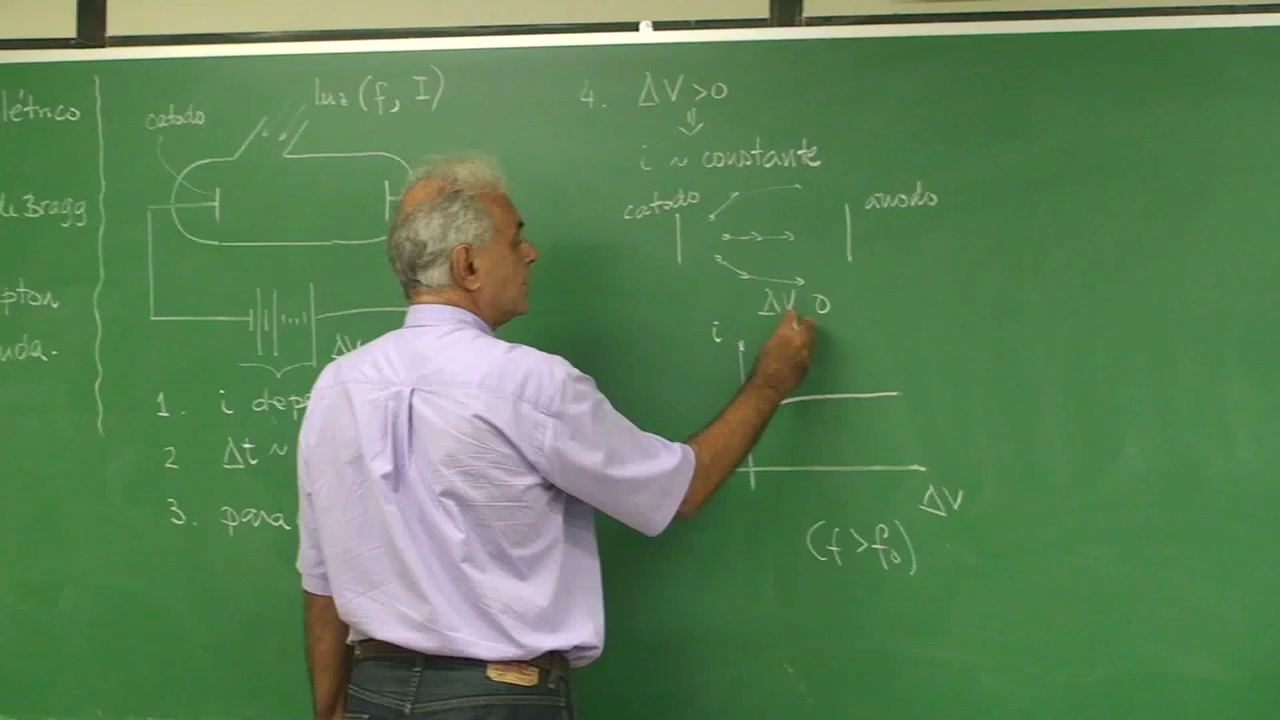 létrico
de Bragg
pton
uda-
catodo
luz (f, I)
ΔV
1. i depe
2 Δt ~
3. para
4. ΔV >0
⇓
i ~ constante
catodo
anodo
ΔV 0
i
ΔV
(f > f₀)